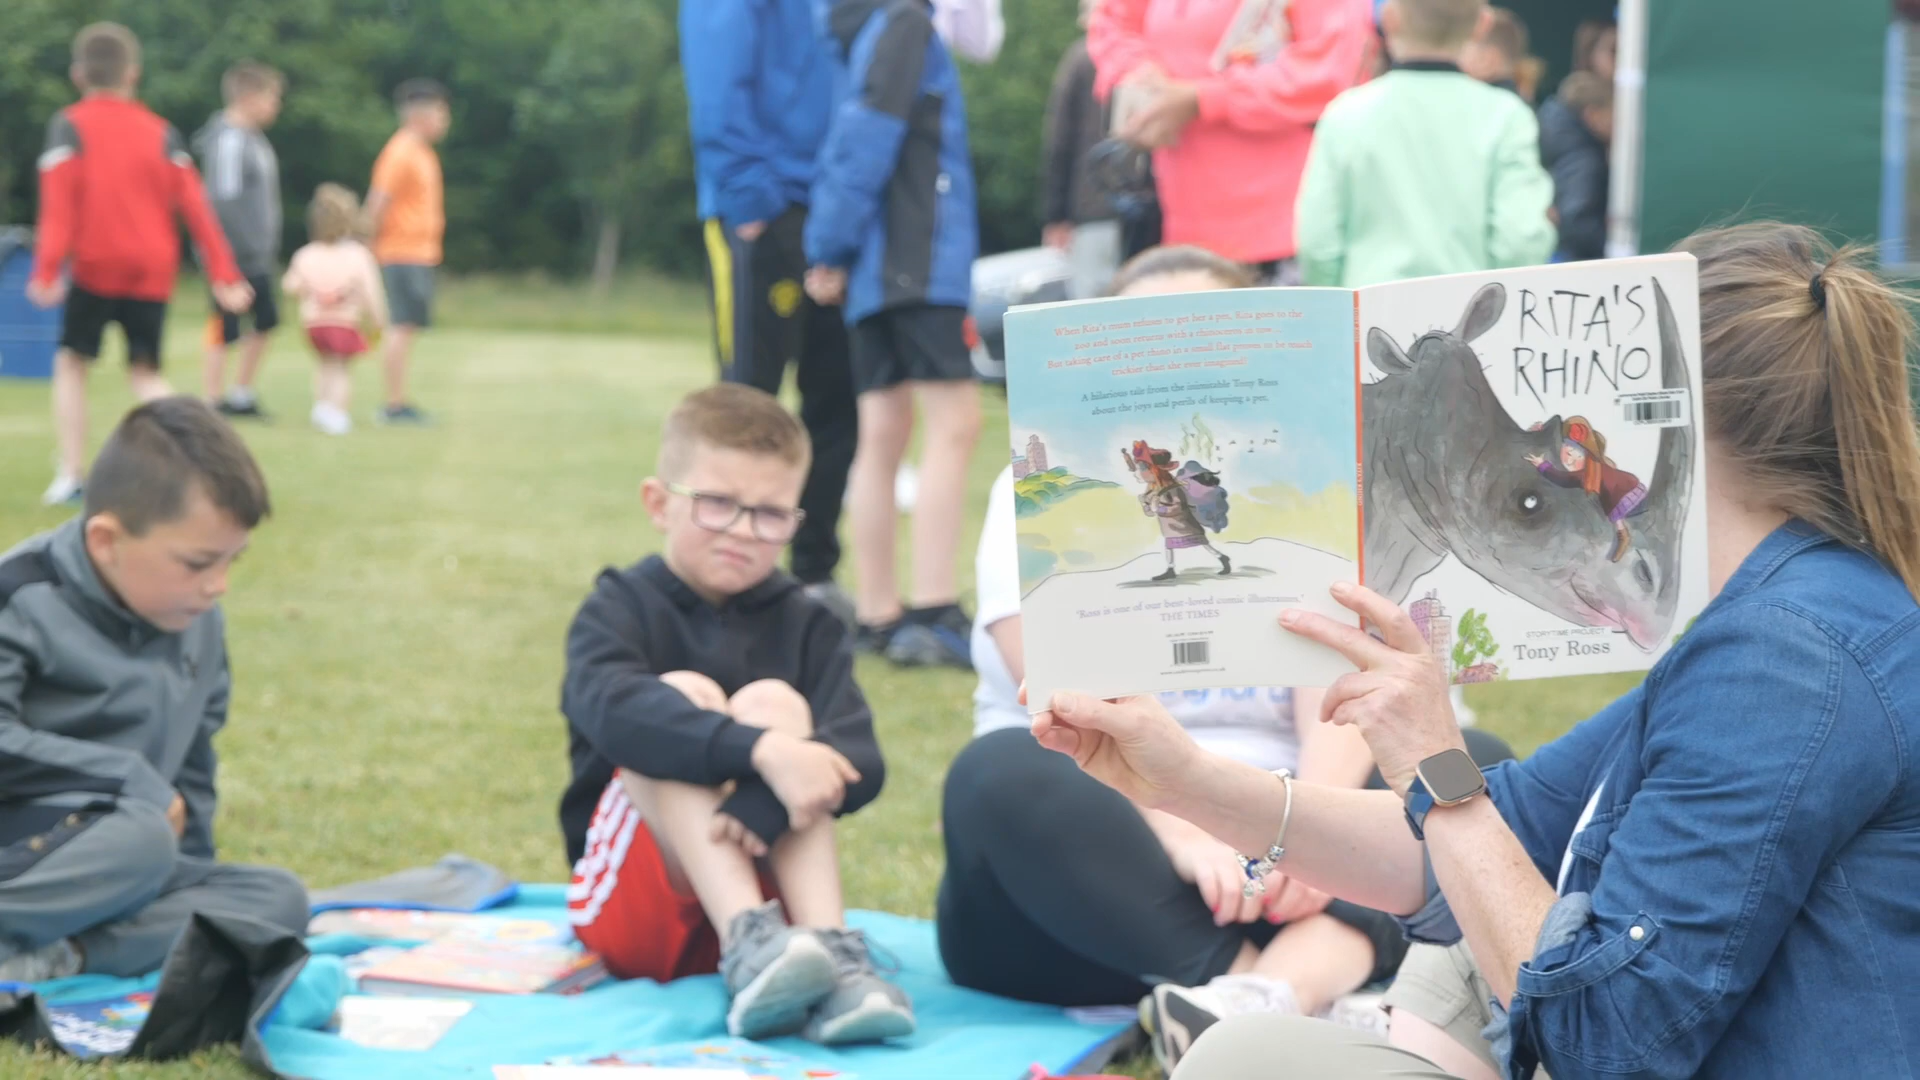 When Rita's mum refuses to get her a pet, Rita goes to the
zoo and soon returns with a rhinoceros in tow...
But taking care of a pet rhino in a small flat proves to be much
trickier than she ever imagined!
A hilarious tale from the inimitable Tony Ross
about the joys and perils of keeping a pet.
'Ross is one of our best-loved comic illustrators.'
THE TIMES
RITA'S
RHINO
STORYTIME PROJECT
Tony Ross